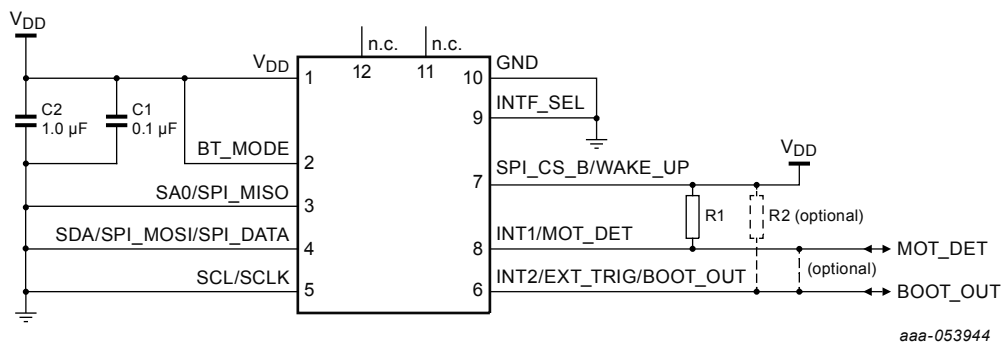 VDD
n.c.
n.c.
VDD
1
12
11
10
GND
C2
1.0 µF
C1
0.1 µF
9
INTF_SEL
BT_MODE
2
VDD
7
SPI_CS_B/WAKE_UP
SA0/SPI_MISO
3
R1
R2 (optional)
SDA/SPI_MOSI/SPI_DATA
4
8
INT1/MOT_DET
MOT_DET
(optional)
SCL/SCLK
5
6
INT2/EXT_TRIG/BOOT_OUT
BOOT_OUT
aaa-053944